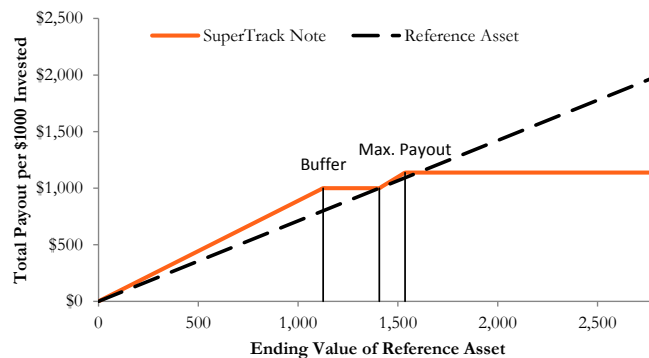 $2,500
SuperTrack Note
Reference Asset
$2,000
$1,500
Buffer
Max. Payout
$1,000
$500
$0
0
500
1,000
1,500
2,000
2,500
Total Payout per $1000 Invested
Ending Value of Reference Asset